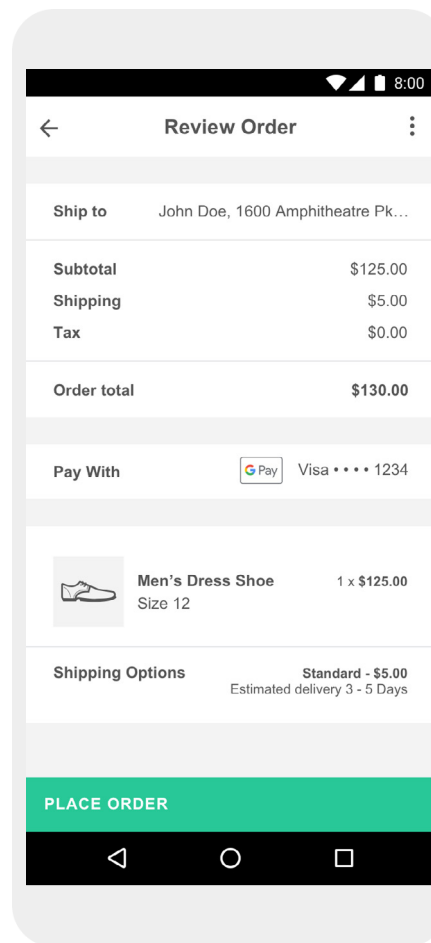 8:00
Review Order
Ship to John Doe, 1600 Amphitheatre Pk...
Subtotal $125.00
Shipping $5.00
Tax $0.00
Order total $130.00
Pay With G Pay Visa • • • • 1234
Men’s Dress Shoe 1 x $125.00
Size 12
Shipping Options Standard - $5.00
Estimated delivery 3 - 5 Days
PLACE ORDER